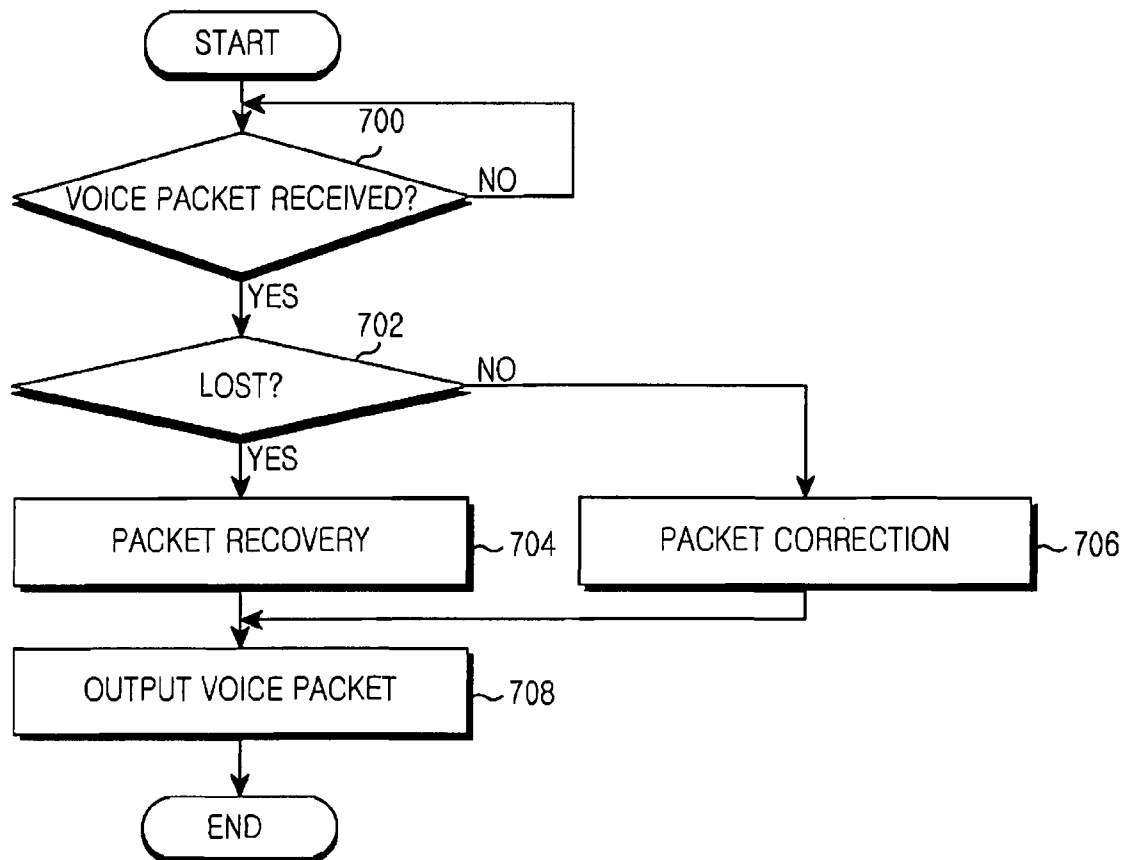 START
700
VOICE PACKET RECEIVED?
NO
YES
702
LOST?
NO
YES
PACKET RECOVERY
704
PACKET CORRECTION
706
OUTPUT VOICE PACKET
708
END